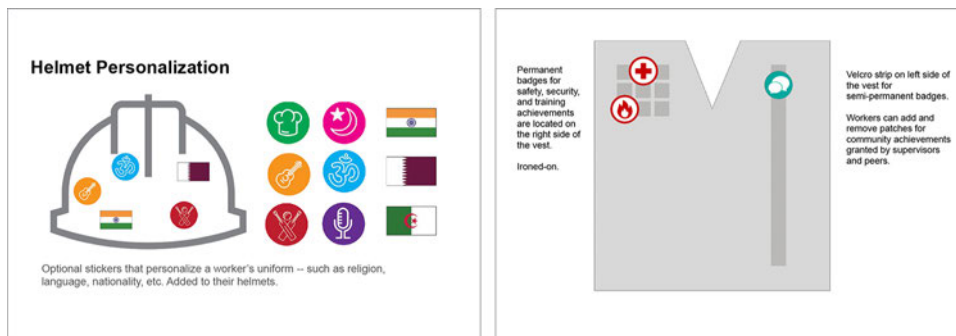 Helmet Personalization
Optional stickers that personalize a worker's uniform -- such as religion,
language, nationality, etc. Added to their helmets.
Permanent
badges for
safety, security,
and training
achievements
are located on
the right side of
the vest.
Ironed-on.
Velcro strip on left side of
the vest for
semi-permanent badges.
Workers can add and
remove patches for
community achievements
granted by supervisors
and peers.